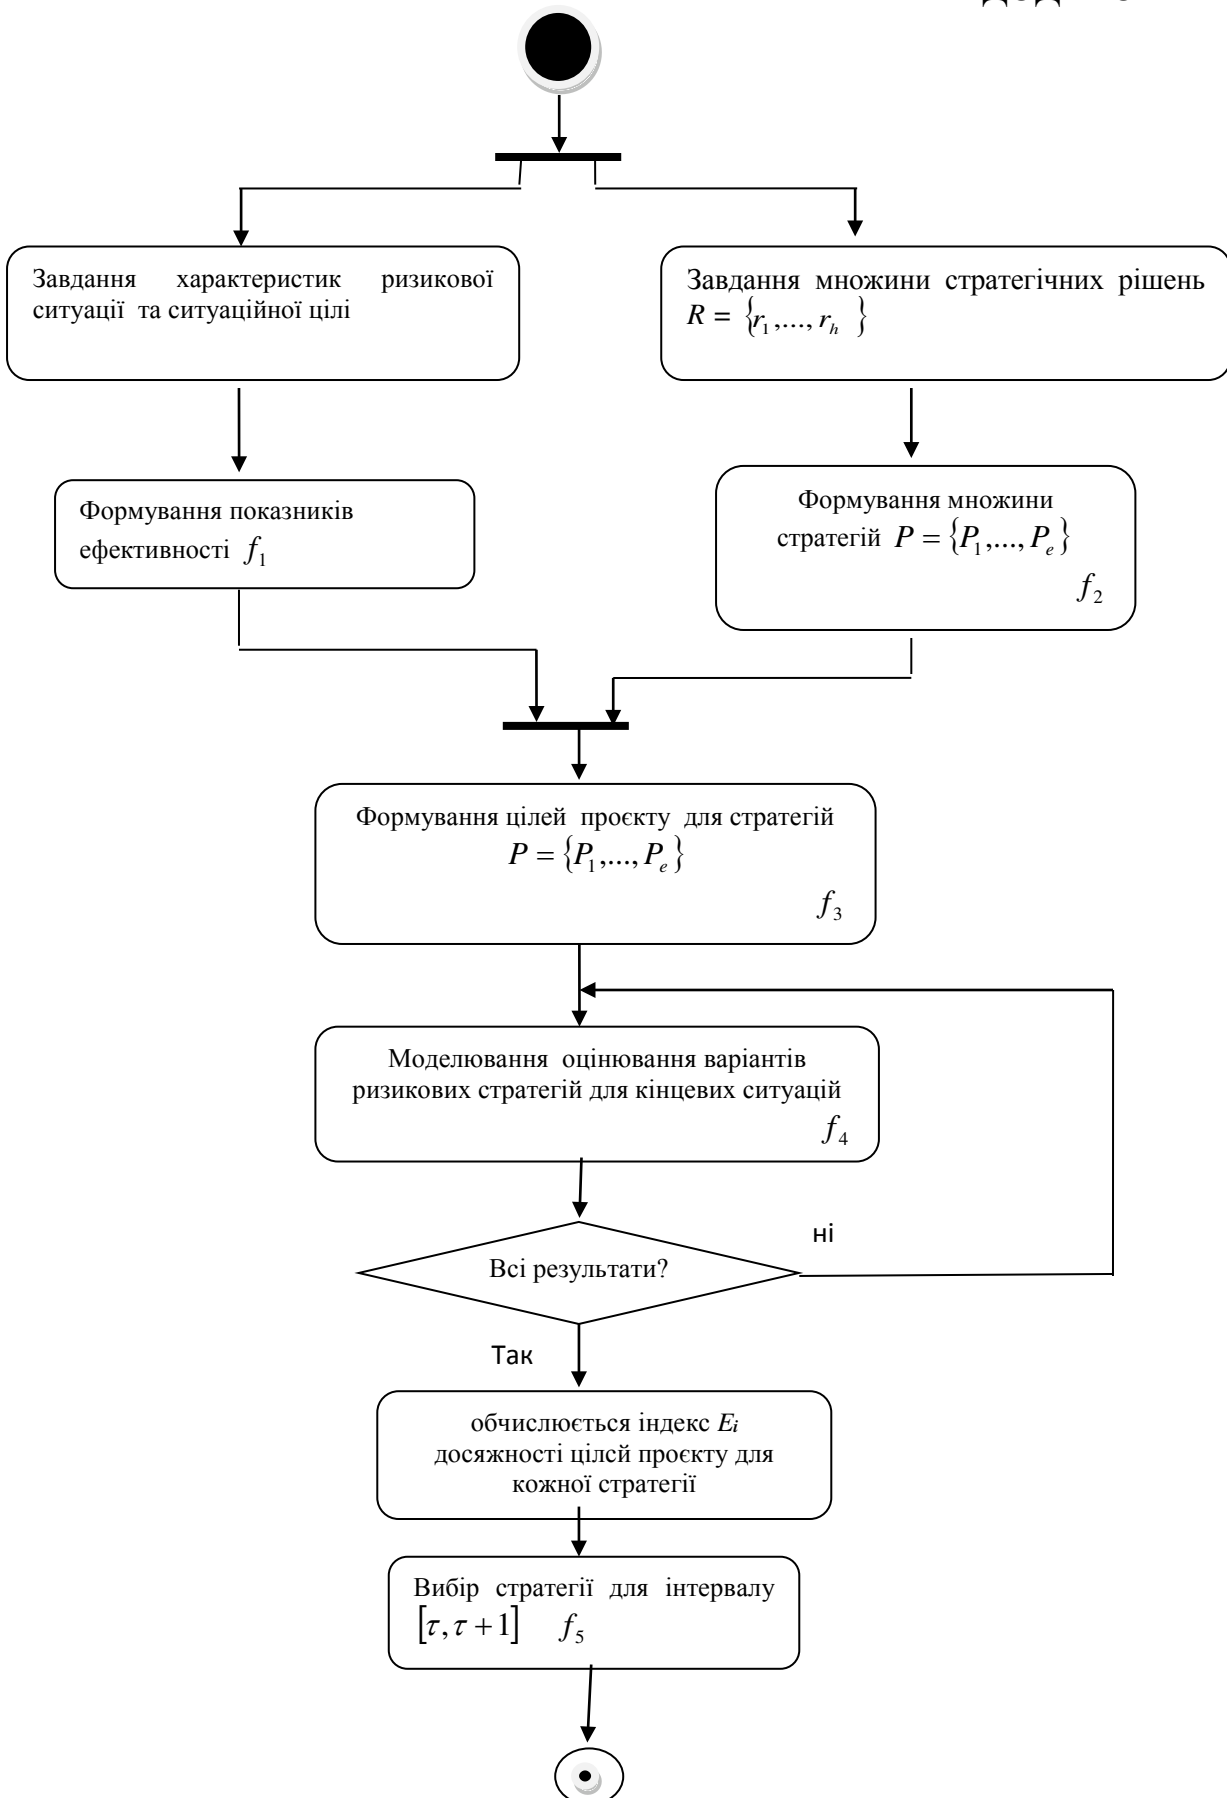 Завдання характеристик ризикової
ситуації та ситуаційної цілі
Завдання множини стратегічних рішень
R = {r₁,..., rₕ }
Формування показників
ефективності f₁
Формування множини
стратегій P = {P₁,..., Pₑ}
f₂
Формування цілей проєкту для стратегій
P = {P₁,..., Pₑ}
f₃
Моделювання оцінювання варіантів
ризикових стратегій для кінцевих ситуацій
f₄
ні
Всі результати?
Так
обчислюється індекс Ei
досяжності цілсй проєкту для
кожної стратегії
Вибір стратегії для інтервалу
[τ, τ + 1] f₅